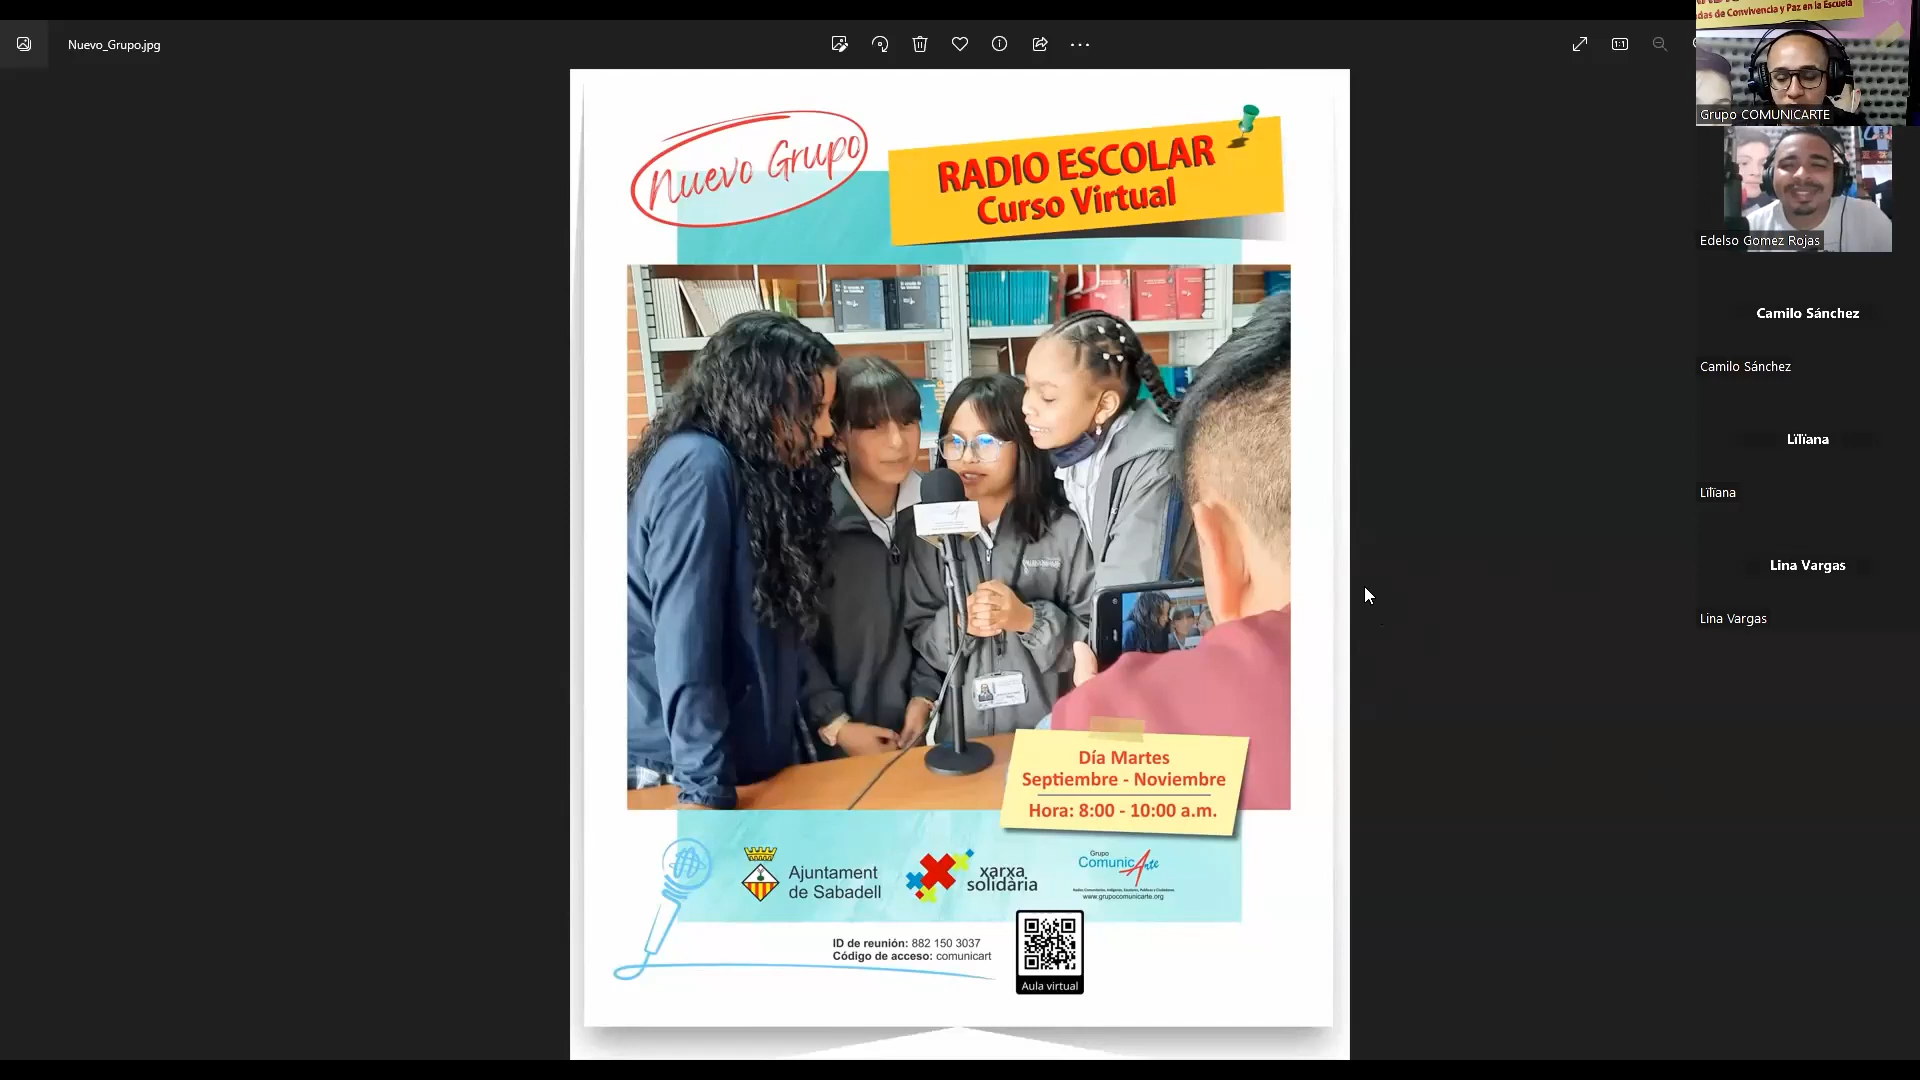 Nuevo_Grupo.jpg
Nuevo Grupo
RADIO ESCOLAR
Curso Virtual
Día Martes
Septiembre - Noviembre
Hora: 8:00 - 10:00 a.m.
Ajuntament
de Sabadell
xarxa
solidària
Grupo
ComunicArte
www.grupocomunicarte.org
ID de reunión: 882 150 3037
Código de acceso: comunicart
Aula virtual
das de Convivencia y Paz en la Escuela
Grupo COMUNICARTE
Edelso Gomez Rojas
Camilo Sánchez
Camilo Sánchez
Lïlïana
Lïlïana
Lina Vargas
Lina Vargas